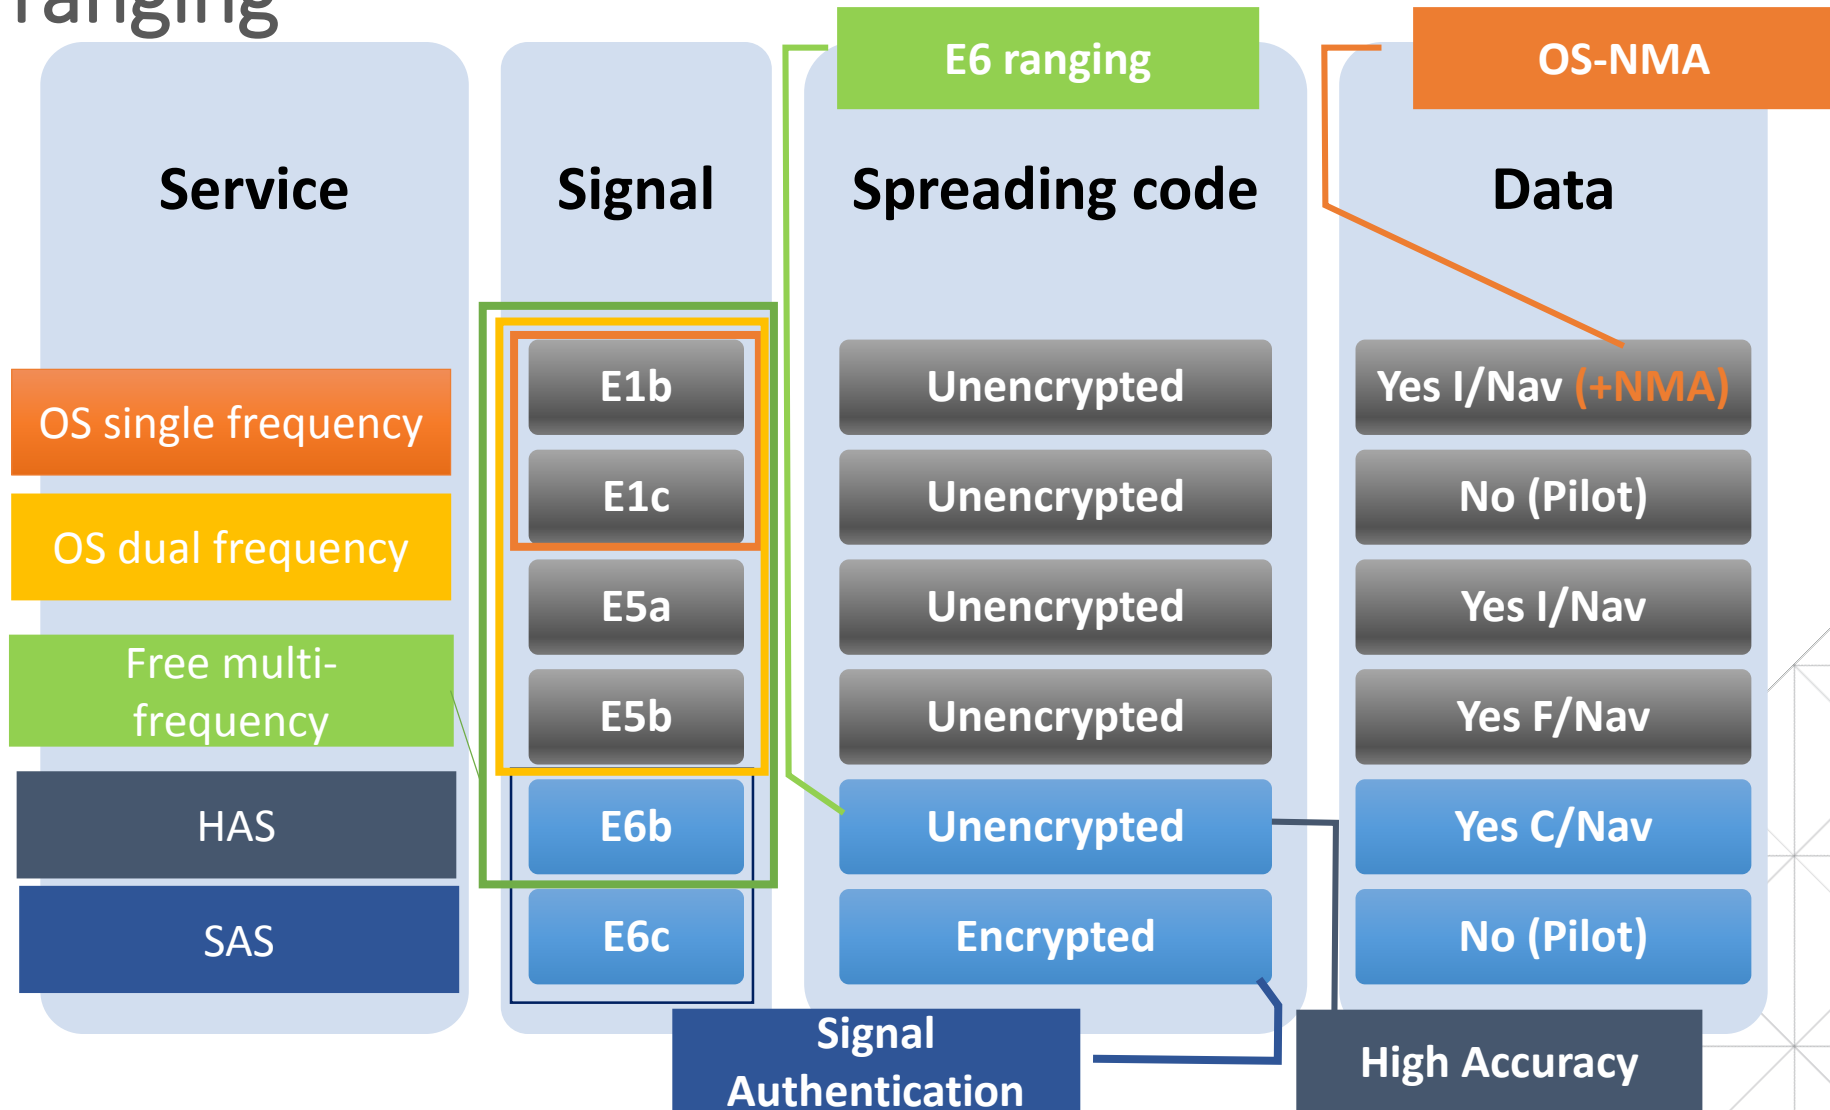 ranging
E6 ranging
OS-NMA
Service
Signal
Spreading code
Data
OS single frequency
OS dual frequency
Free multi-
frequency
HAS
SAS
E1b
Unencrypted
Yes I/Nav (+NMA)
E1c
Unencrypted
No (Pilot)
E5a
Unencrypted
Yes I/Nav
E5b
Unencrypted
Yes F/Nav
E6b
Unencrypted
Yes C/Nav
E6c
Encrypted
No (Pilot)
Signal
Authentication
High Accuracy